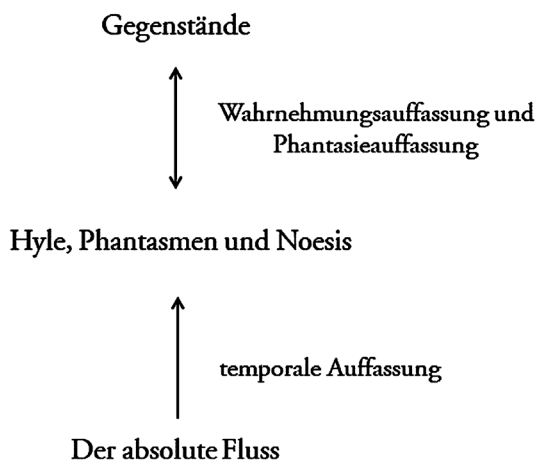 Gegenstände
Wahrnehmungsauffassung und
Phantasieauffassung
Hyle, Phantasmen und Noesis
temporale Auffassung
Der absolute Fluss